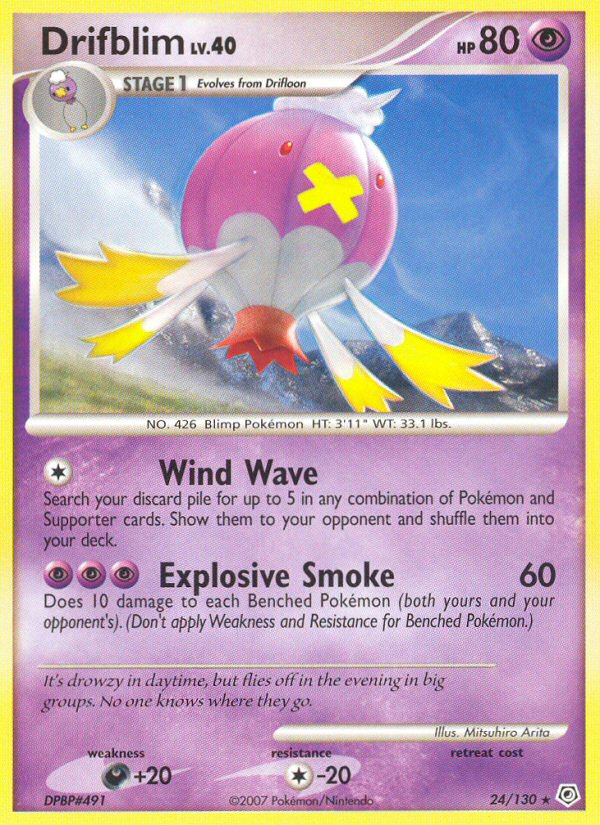 Drifblim LV.40
HP 80
STAGE 1 Evolves from Drifloon
NO. 426 Blimp Pokémon HT: 3'11" WT: 33.1 lbs.
Wind Wave
Search your discard pile for up to 5 in any combination of Pokémon and
Supporter cards. Show them to your opponent and shuffle them into
your deck.
Explosive Smoke 60
Does 10 damage to each Benched Pokémon (both yours and your
opponent's). (Don't apply Weakness and Resistance for Benched Pokémon.)
It's drowzy in daytime, but flies off in the evening in big
groups. No one knows where they go.
Illus. Mitsuhiro Arita
weakness resistance retreat cost
+20 -20
DPBP#491 ©2007 Pokémon/Nintendo 24/130 ★